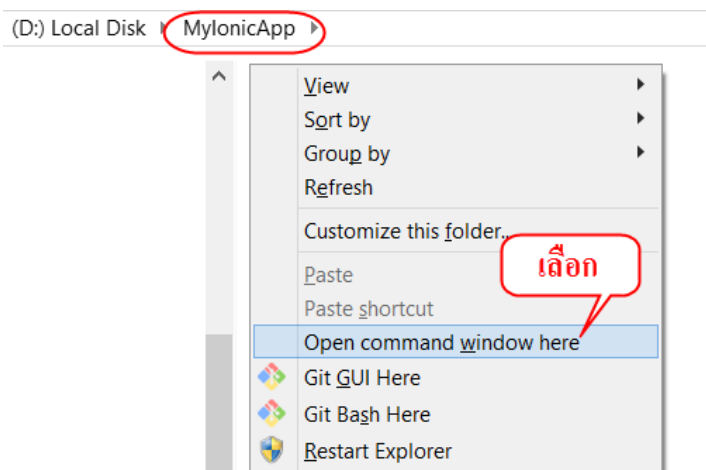 (D:) Local Disk MyIonicApp
View
Sort by
Group by
Refresh
Customize this folder...
เลือก
Paste
Paste shortcut
Open command window here
Git GUI Here
Git Bash Here
Restart Explorer